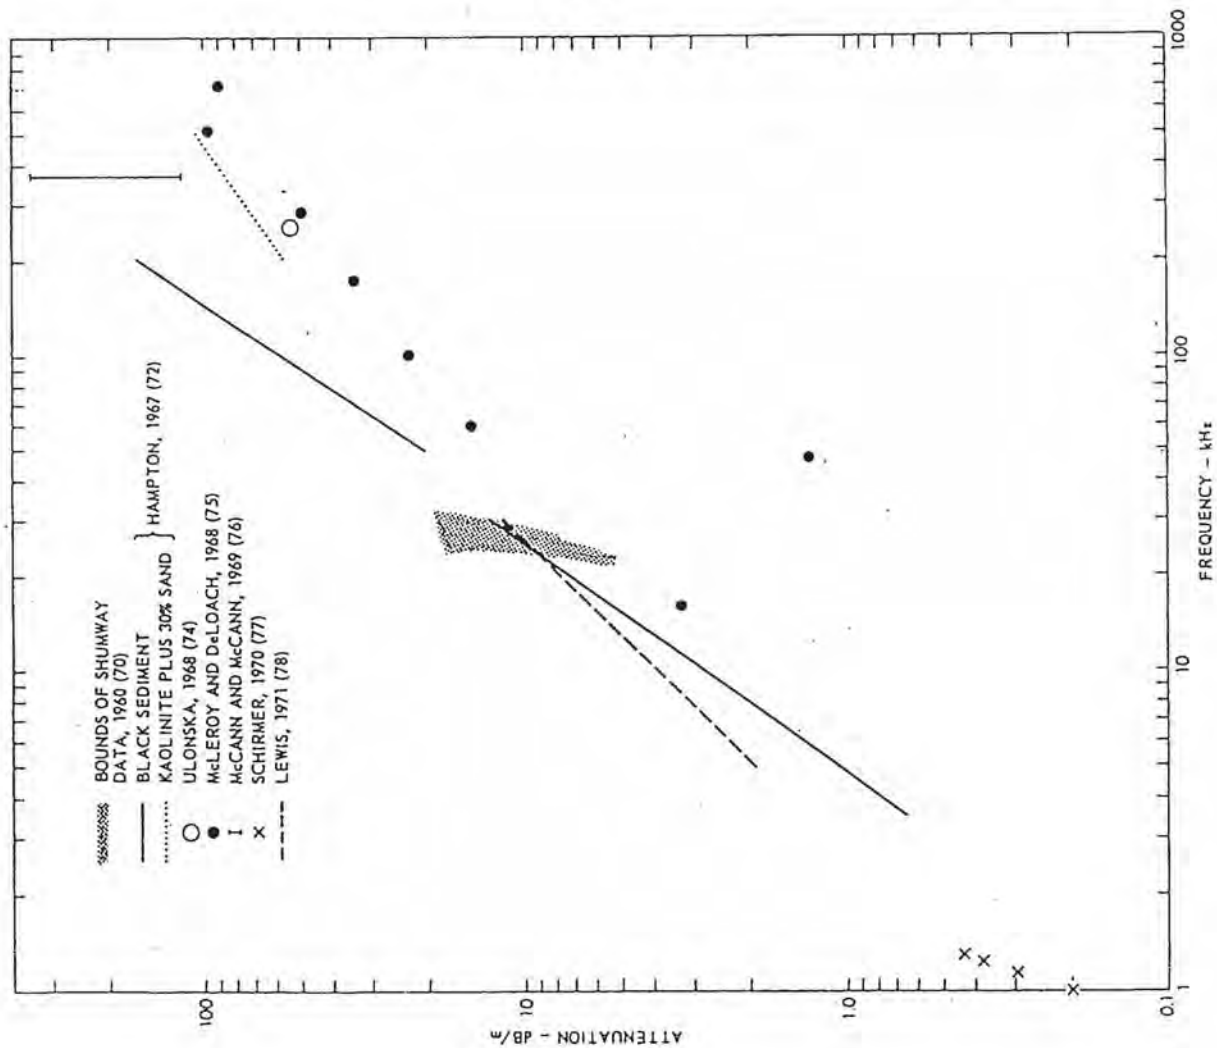 BOUNDS OF SHUMWAY
DATA, 1960 (70)
BLACK SEDIMENT
KAOLINITE PLUS 30% SAND
} HAMPTON, 1967 (72)
ULONSKA, 1968 (74)
McLEROY AND DeLOACH, 1968 (75)
McCANN AND McCANN, 1969 (76)
SCHIRMER, 1970 (77)
LEWIS, 1971 (78)
ATTENUATION – dB/m
100
10
1.0
0.1
1
10
100
1000
FREQUENCY – kHz